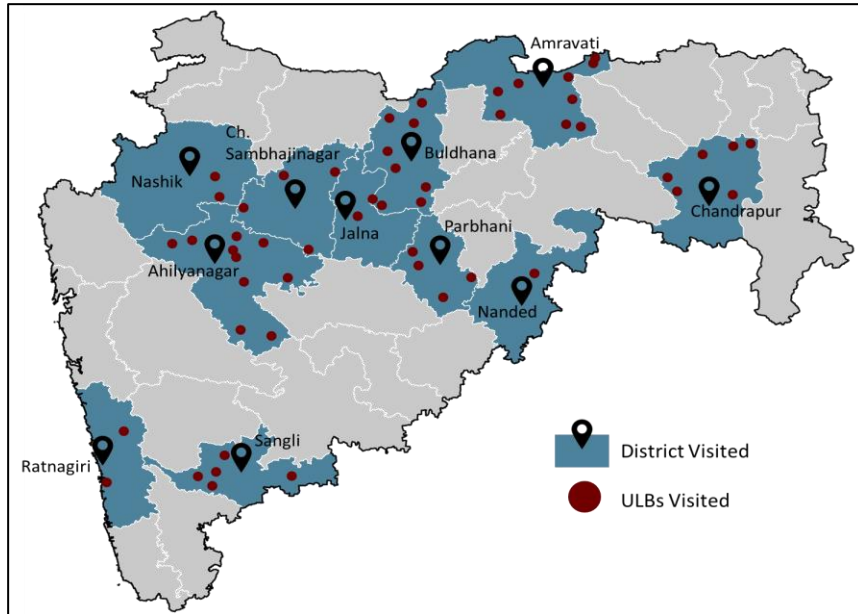 Amravati
Ch.
Sambhajinagar
Buldhana
Nashik
Chandrapur
Jalna
Parbhani
Ahilyanagar
Nanded
Sangli
Ratnagiri
District Visited
ULBs Visited